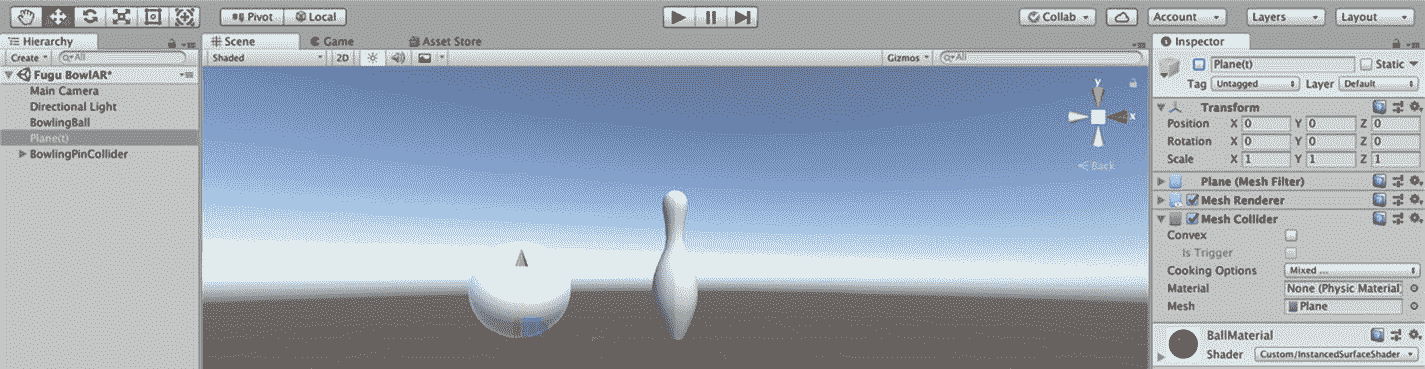 Pivot Local Collab Account Layers Layout
Hierarchy Scene Game Asset Store Inspector
Create All Shaded 2D Gizmos All Plane(t) Static
Fugu BowlAR* Tag Untagged Layer Default
Main Camera y
Directional Light Transform
BowlingBall x Position X 0 Y 0 Z 0
Plane(t) Rotation X 0 Y 0 Z 0
BowlingPinCollider Scale X 1 Y 1 Z 1
Back
Plane (Mesh Filter)
Mesh Renderer
Mesh Collider
Convex
Is Trigger
Cooking Options Mixed ...
Material None (Physic Material
Mesh Plane
BallMaterial
Shader Custom/InstancedSurfaceShader